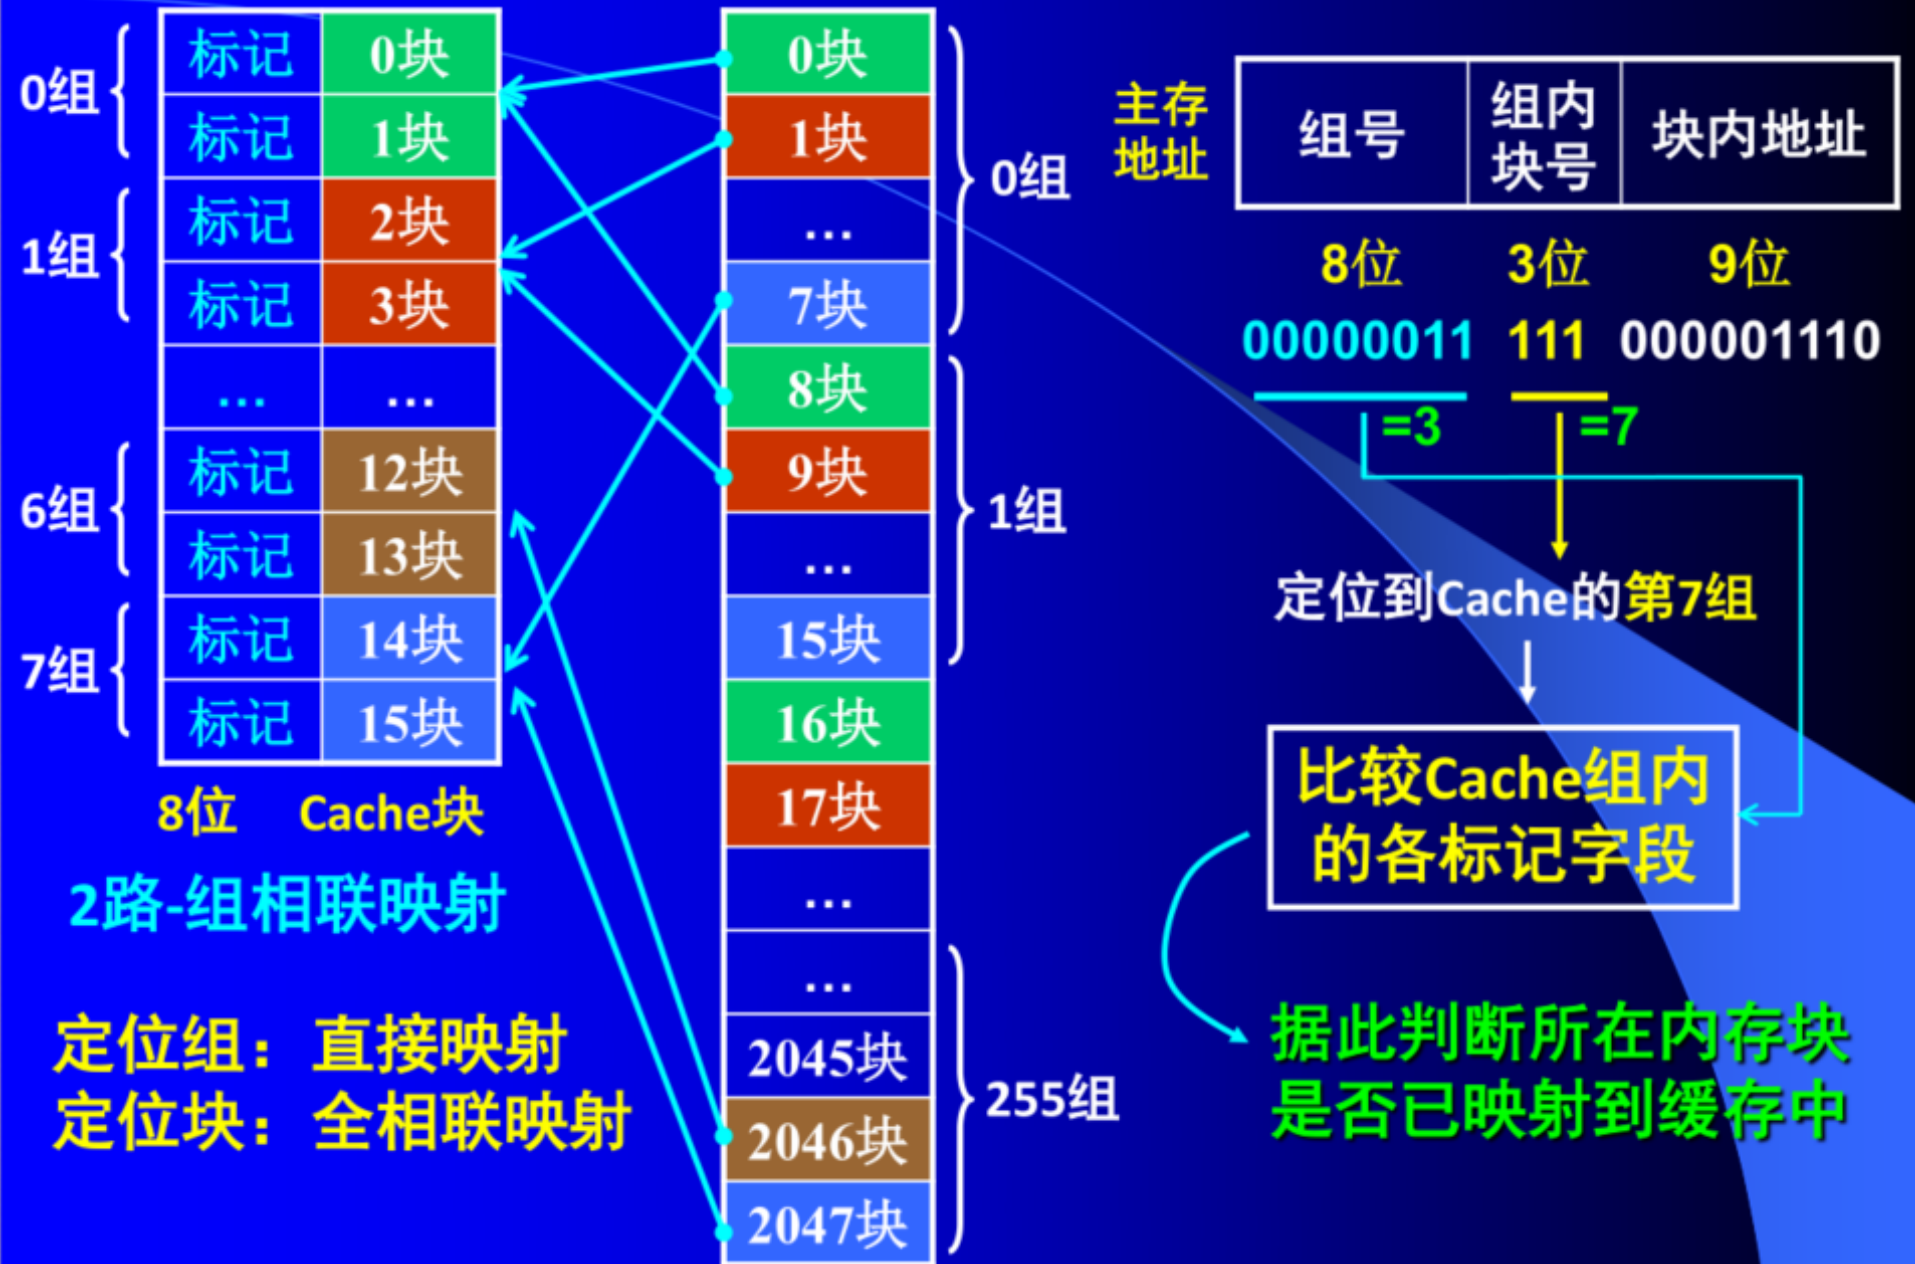 0组
标记 0块
标记 1块
1组
标记 2块
标记 3块
... ...
6组
标记 12块
标记 13块
7组
标记 14块
标记 15块
8位 Cache块
2路-组相联映射
定位组：直接映射
定位块：全相联映射
0块
1块
...
7块
0组
8块
9块
...
15块
1组
16块
17块
...
...
2045块
2046块
2047块
255组
主存
地址
组号 组内
块号 块内地址
8位 3位 9位
00000011 111 000001110
=3 =7
定位到Cache的第7组
比较Cache组内
的各标记字段
据此判断所在内存块
是否已映射到缓存中